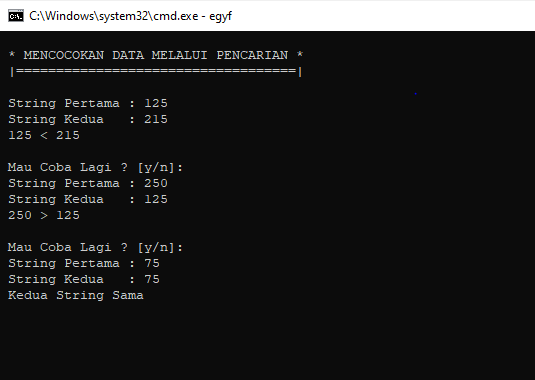 C:\Windows\system32\cmd.exe - egyf
* MENCOCOKAN DATA MELALUI PENCARIAN *
|===================================|
String Pertama : 125
String Kedua   : 215
125 < 215
Mau Coba Lagi ? [y/n]:
String Pertama : 250
String Kedua   : 125
250 > 125
Mau Coba Lagi ? [y/n]:
String Pertama : 75
String Kedua   : 75
Kedua String Sama